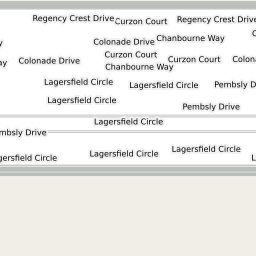 Regency Crest Drive
Curzon Court
Regency Crest Drive
Colonade Drive
Chanbourne Way
Curzon Court
Colonade Drive
Curzon Court
Chanbourne Way
Lagersfield Circle
Lagersfield Circle
Pembsly D
Lagersfield Circle
Pembsly Drive
Lagersfield Circle
mbsly Drive
Lagersfield Circle
Lagersfield Circle
gersfield Circle